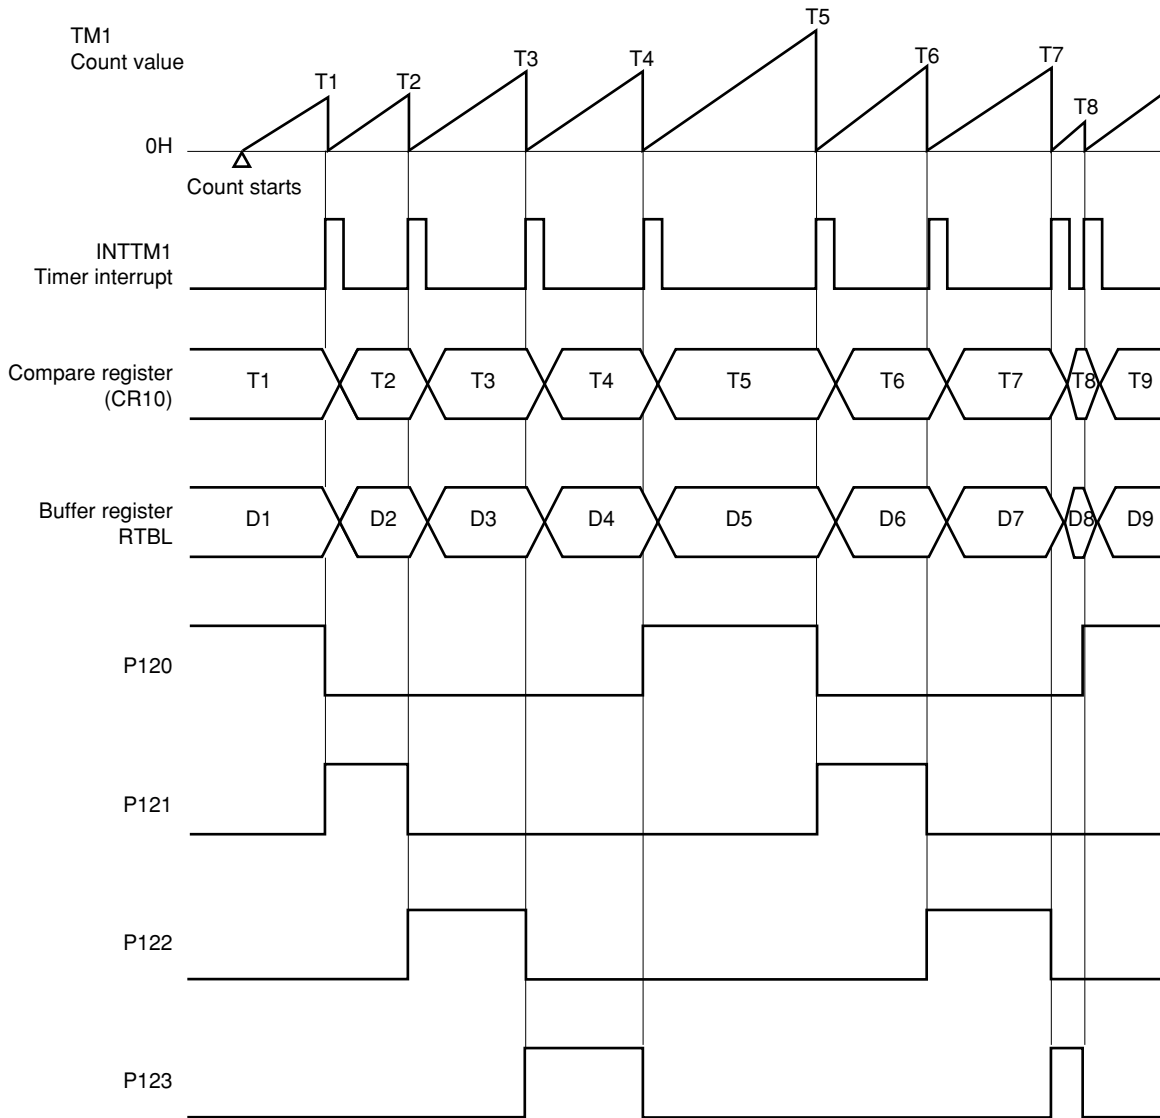 T5
TM1
Count value
T3
T4
T6
T7
T1
T2
T8
0H
Count starts
INTTM1
Timer interrupt
Compare register
(CR10)
T1
T2
T3
T4
T5
T6
T7
T8
T9
Buffer register
RTBL
D1
D2
D3
D4
D5
D6
D7
D8
D9
P120
P121
P122
P123